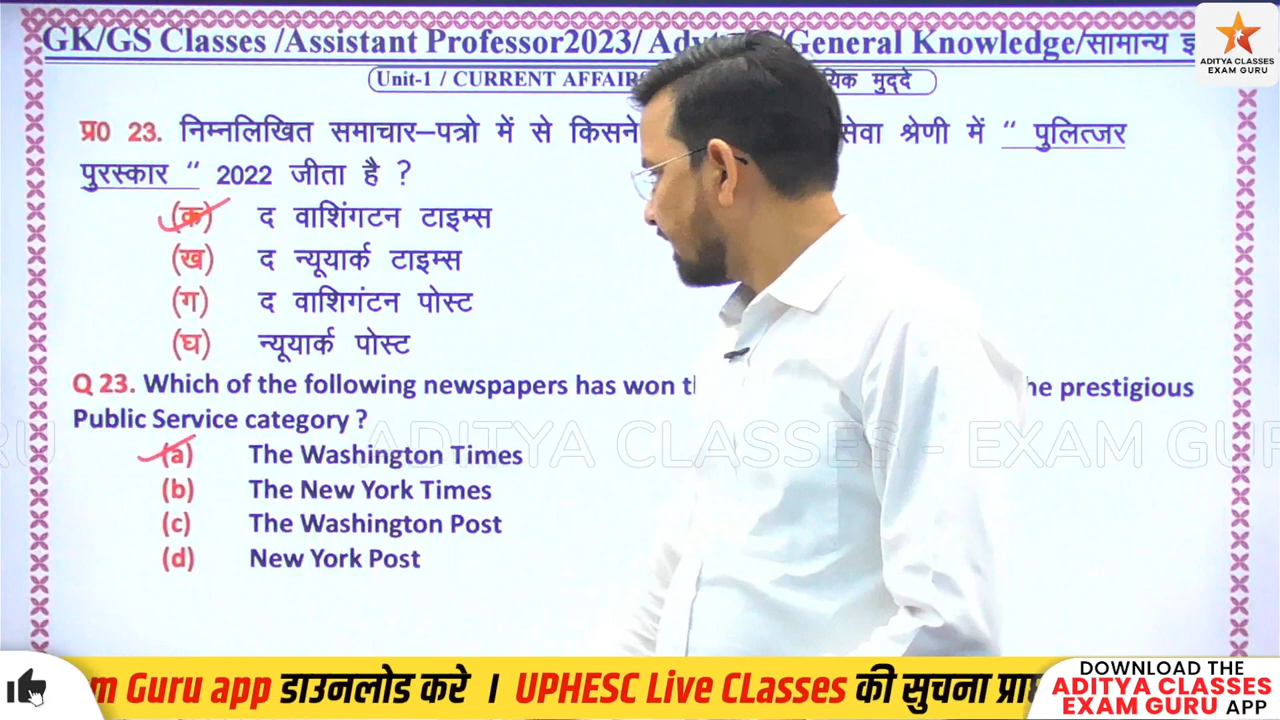 GK/GS Classes /Assistant Professor2023/ General Knowledge/सामान्य
ADITYA CLASSES
EXAM GURU
Unit-1 / CURRENT AFFAIRS मुद्दे
प्र0 23. निम्नलिखित समाचार–पत्रो में से किसने सेवा श्रेणी में “ पुलित्जर
पुरस्कार “ 2022 जीता है ?
(क) द वाशिंगटन टाइम्स
(ख) द न्यूयार्क टाइम्स
(ग) द वाशिगंटन पोस्ट
(घ) न्यूयार्क पोस्ट
Q 23. Which of the following newspapers has won he prestigious
Public Service category ?
ADITYA CLASSES - EXAM GUR
(a) The Washington Times
(b) The New York Times
(c) The Washington Post
(d) New York Post
m Guru app डाउनलोड करे । UPHESC Live CLasses की सुचना
DOWNLOAD THE
ADITYA CLASSES
EXAM GURU APP